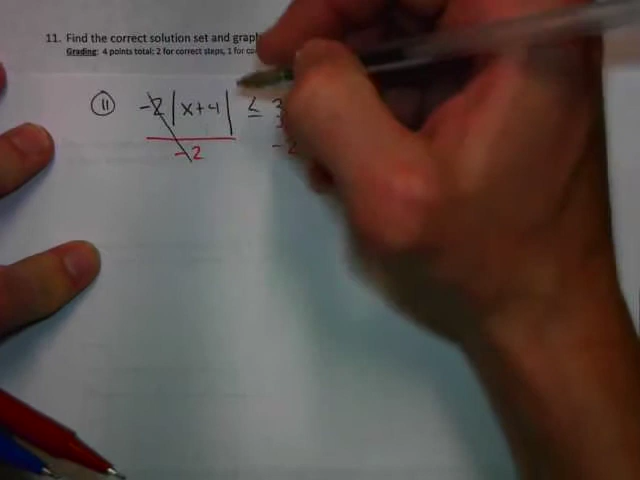 11. Find the correct solution set and graph
Grading: 4 points total: 2 for correct steps, 1 for
11 -2|x+4| ≤ 3
-2 -2